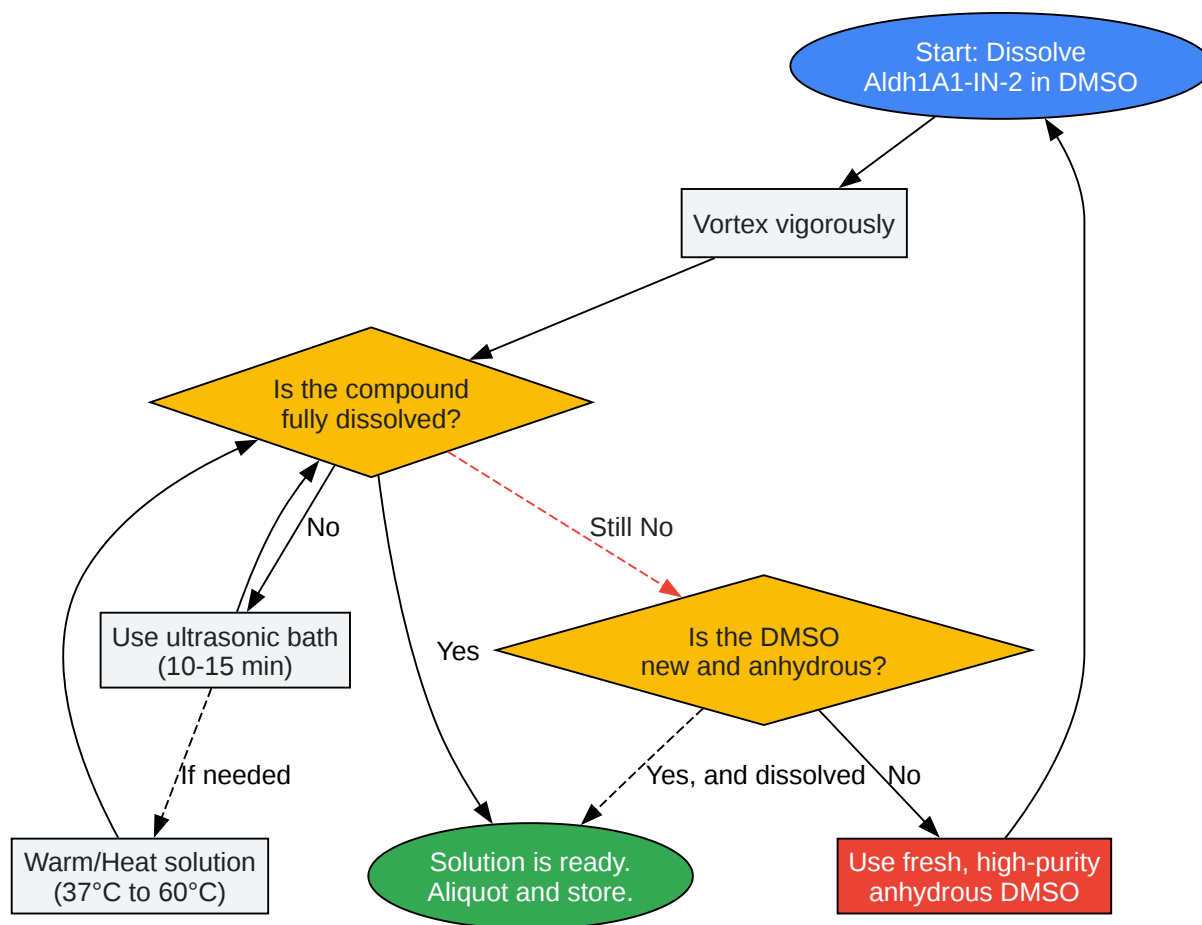 Start: Dissolve
Aldh1A1-IN-2 in DMSO
Vortex vigorously
Is the compound
fully dissolved?
No
Still No
Use ultrasonic bath
(10-15 min)
Yes
Is the DMSO
new and anhydrous?
If needed
Yes, and dissolved
No
Warm/Heat solution
(37°C to 60°C)
Solution is ready.
Aliquot and store.
Use fresh, high-purity
anhydrous DMSO